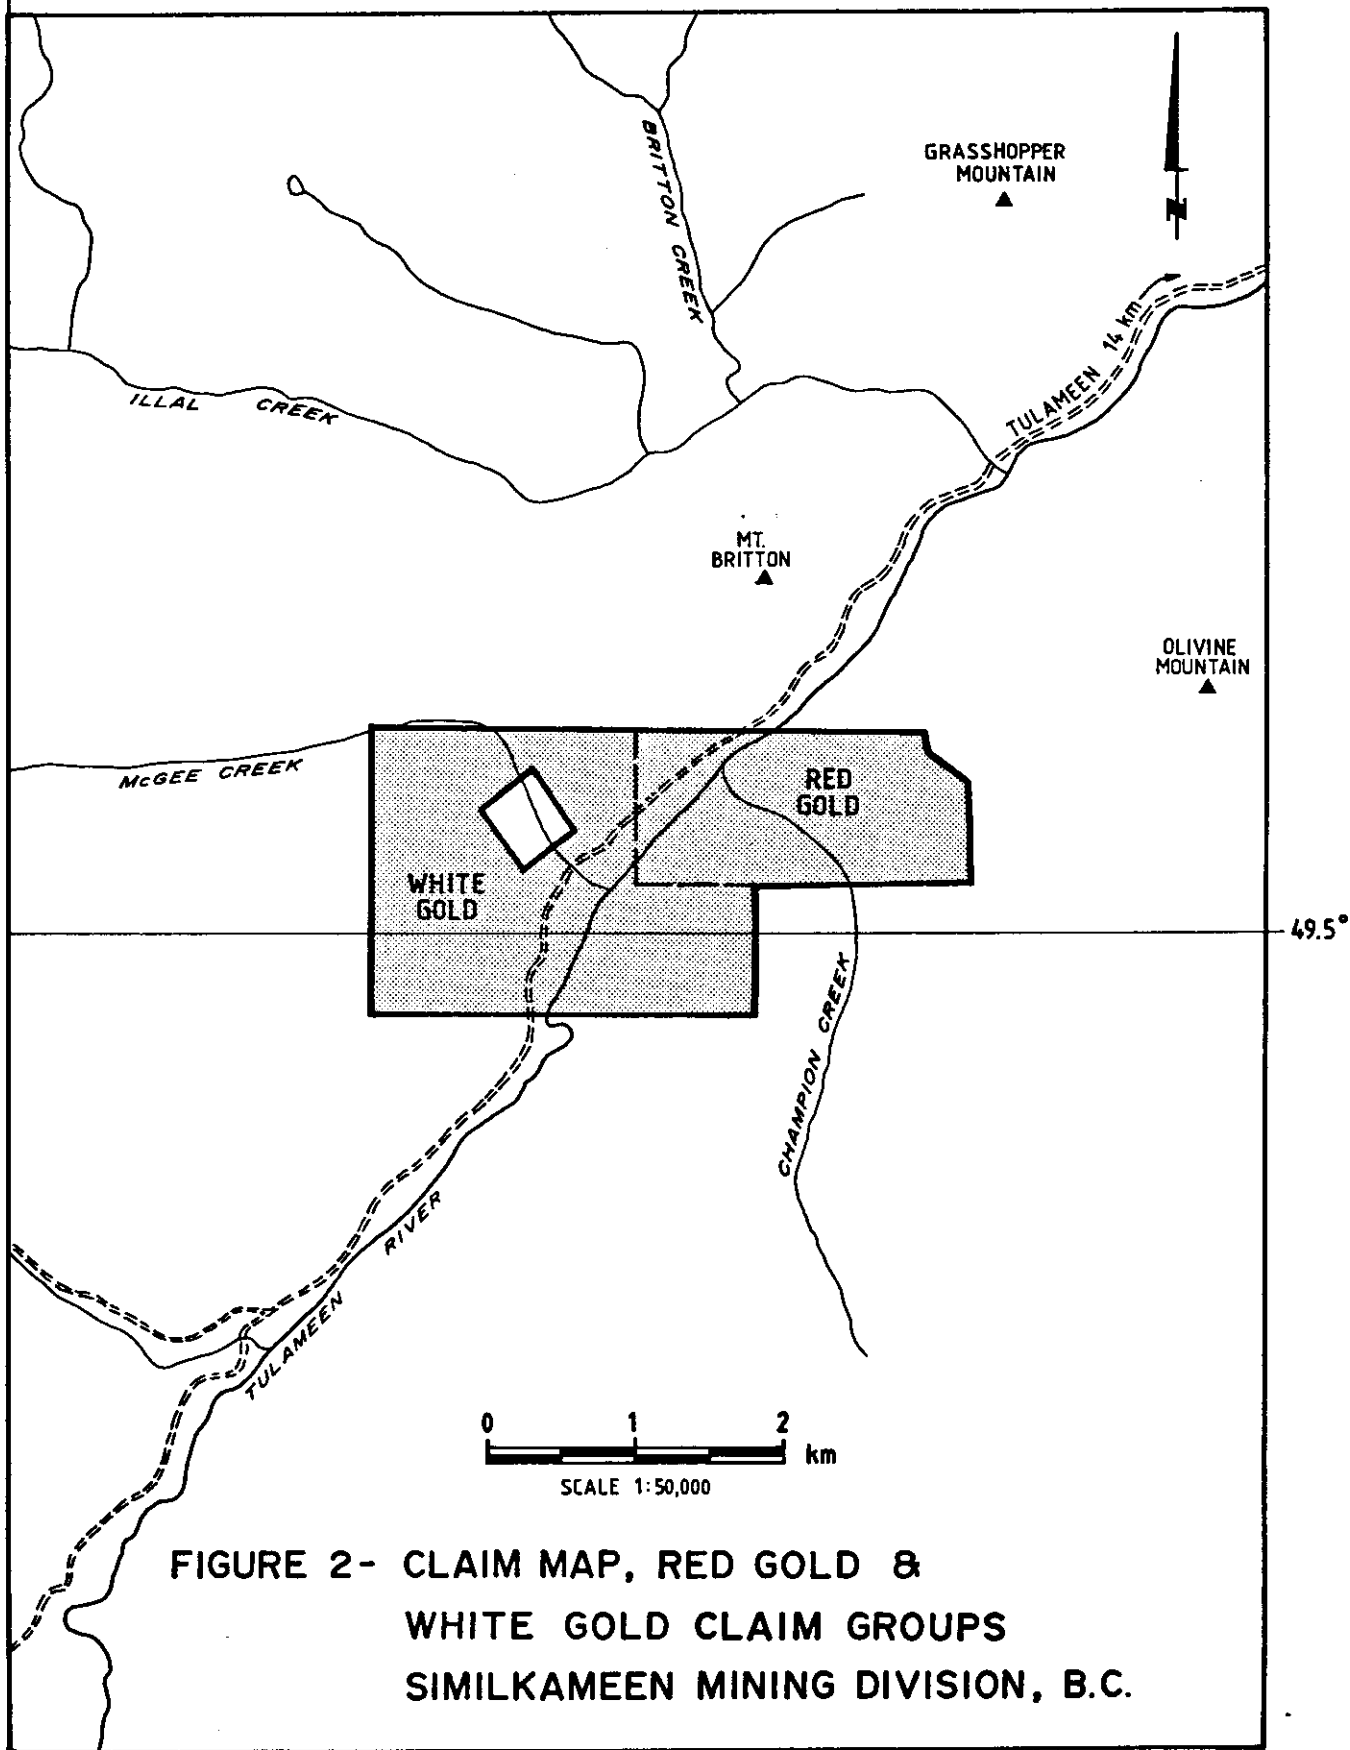 BRITTON CREEK
GRASSHOPPER
MOUNTAIN
N
TULAMEEN 14 km
ILLAL CREEK
MT.
BRITTON
OLIVINE
MOUNTAIN
McGEE CREEK
RED
GOLD
WHITE
GOLD
49.5°
CHAMPION CREEK
TULAMEEN RIVER
0 1 2
km
SCALE 1:50,000
FIGURE 2- CLAIM MAP, RED GOLD &
WHITE GOLD CLAIM GROUPS
SIMILKAMEEN MINING DIVISION, B.C.